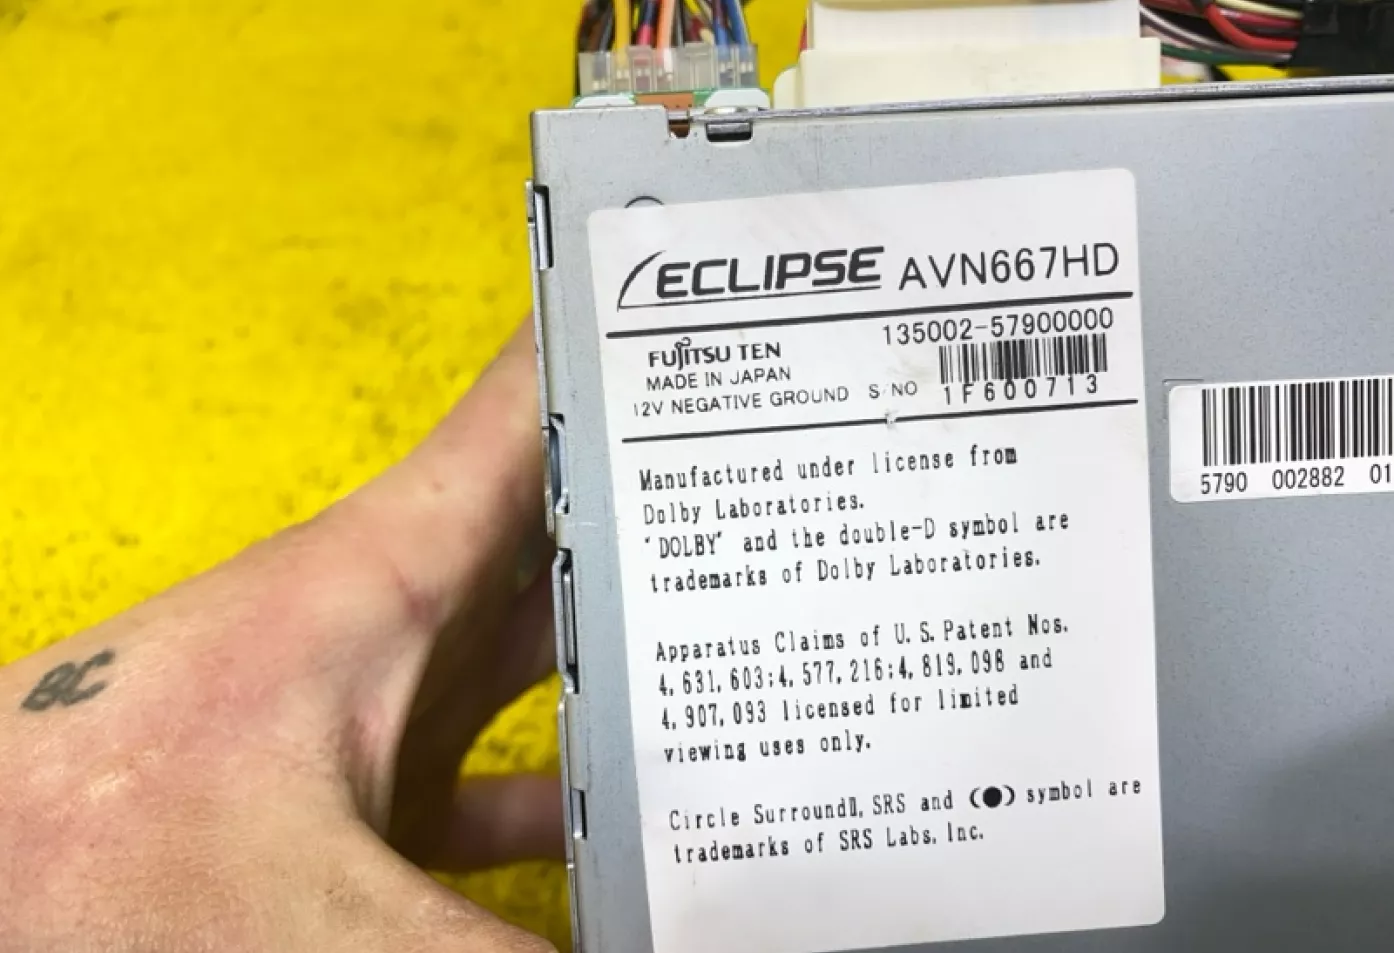 ECLIPSE AVN667HD
135002-57900000
FUJITSU TEN
MADE IN JAPAN
12V NEGATIVE GROUND S/NO 1F600713
Manufactured under license from
Dolby Laboratories.
"DOLBY" and the double-D symbol are
trademarks of Dolby Laboratories.
Apparatus Claims of U.S.Patent Nos.
4,631,603;4,577,216;4,819,098 and
4,907,093 licensed for limited
viewing uses only.
Circle SurroundⅡ, SRS and (●) symbol are
trademarks of SRS Labs, Inc.
5790 002882 01
BC